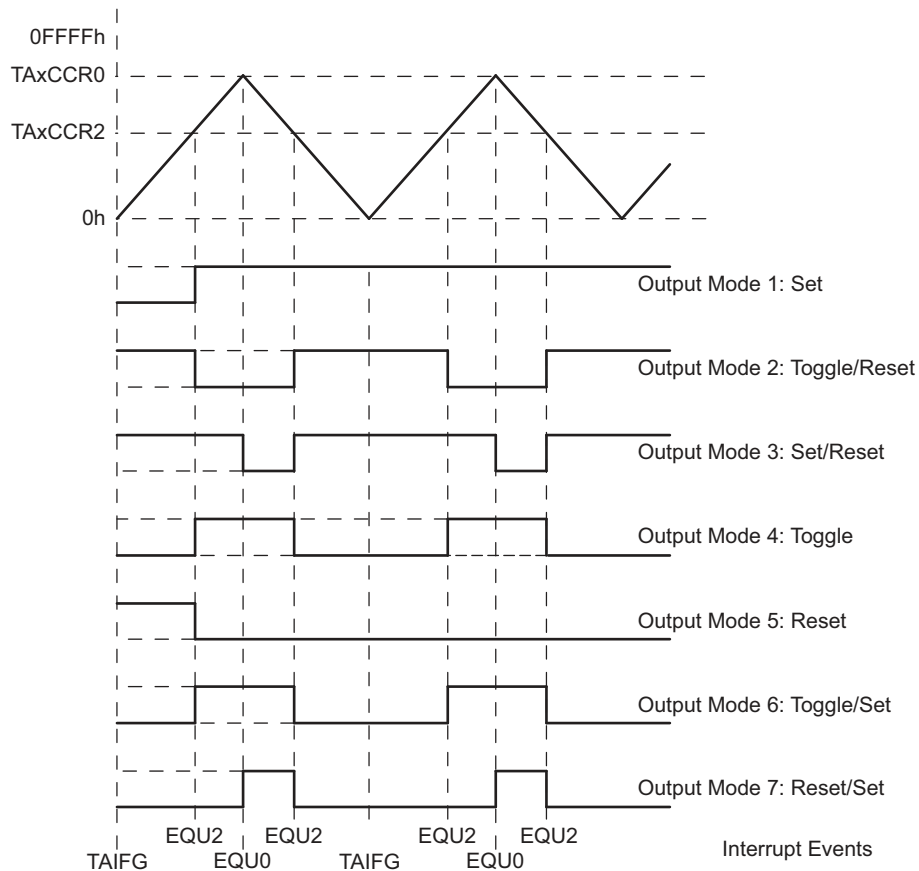 0FFFFh
TAxCCR0
TAxCCR2
0h
Output Mode 1: Set
Output Mode 2: Toggle/Reset
Output Mode 3: Set/Reset
Output Mode 4: Toggle
Output Mode 5: Reset
Output Mode 6: Toggle/Set
Output Mode 7: Reset/Set
EQU2 EQU2 EQU2 EQU2
TAIFG EQU0 TAIFG EQU0 Interrupt Events